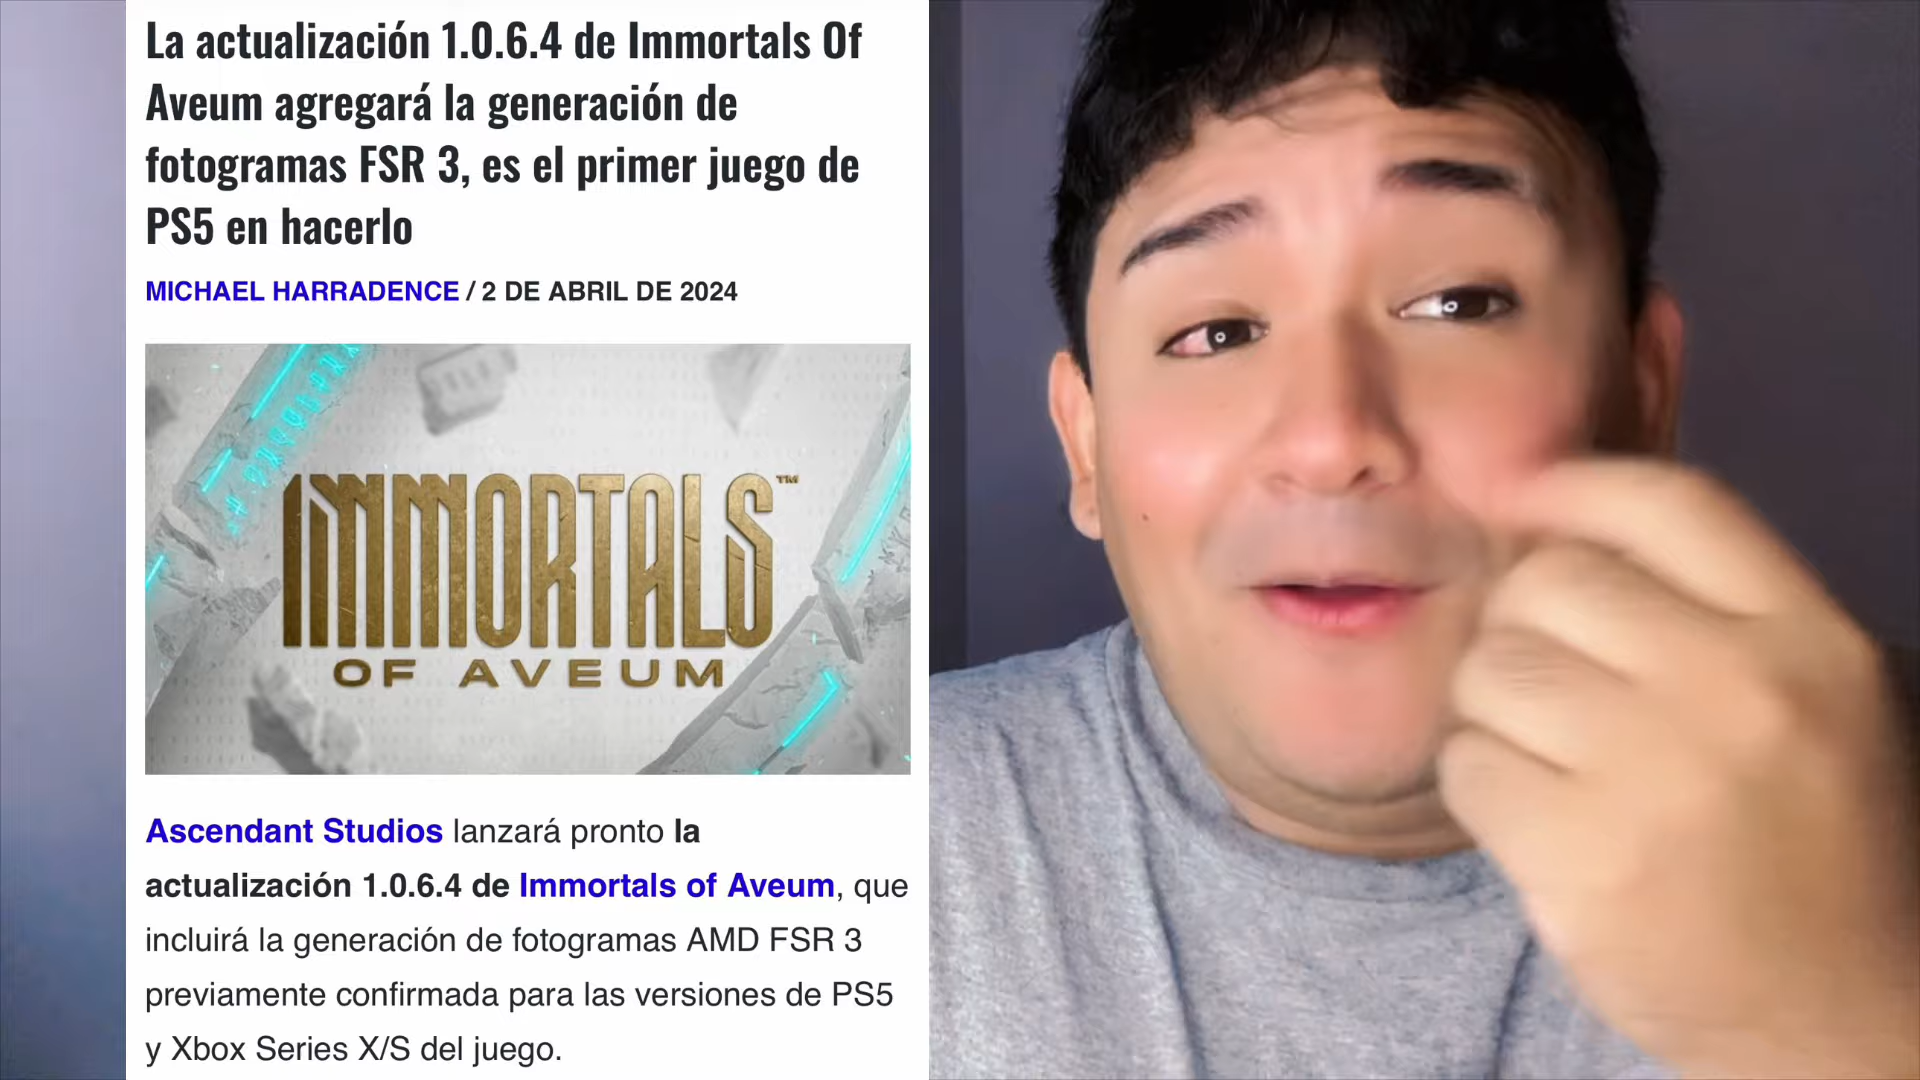 La actualización 1.0.6.4 de Immortals Of
Aveum agregará la generación de
fotogramas FSR 3, es el primer juego de
PS5 en hacerlo
MICHAEL HARRADENCE / 2 DE ABRIL DE 2024
IMMORTALS™
OF AVEUM
Ascendant Studios lanzará pronto la
actualización 1.0.6.4 de Immortals of Aveum, que
incluirá la generación de fotogramas AMD FSR 3
previamente confirmada para las versiones de PS5
y Xbox Series X/S del juego.